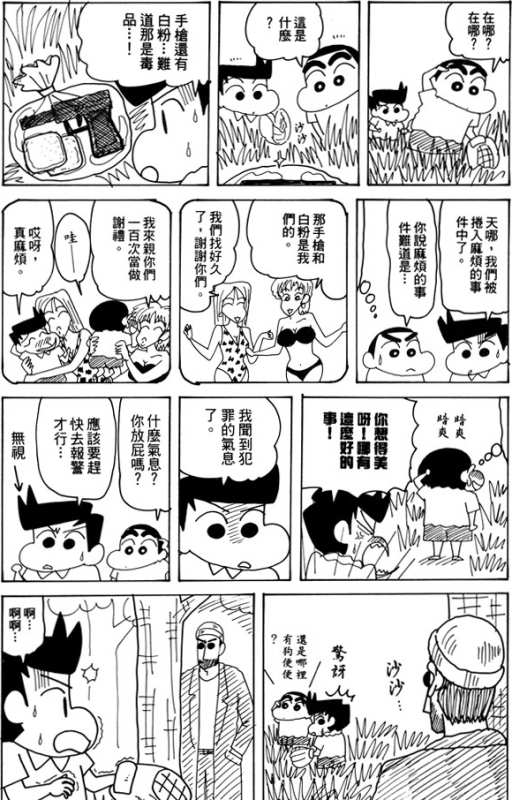 在哪?
在哪?
這是
什麼
沙沙
手槍還有
白粉…難
道那是毒
品…!
天哪,我們被
捲入麻煩的事
件中了。
你說麻煩的事
件難道是…
那手槍和
白粉是我
們的。
我們找好久
了,謝謝你們。
我來親你們
一百次當做
謝禮。
哇——
哎呀,
真麻煩。
暗爽
暗爽
你想得美
呀!哪有
這麼好的
事!
我聞到犯
罪的氣息
了。
什麼氣息?
你放屁嗎?
應該要趕
快去報警
才行…
無視
沙沙…
驚訝
還是哪裡
有狗便便
?
啊…
啊啊…